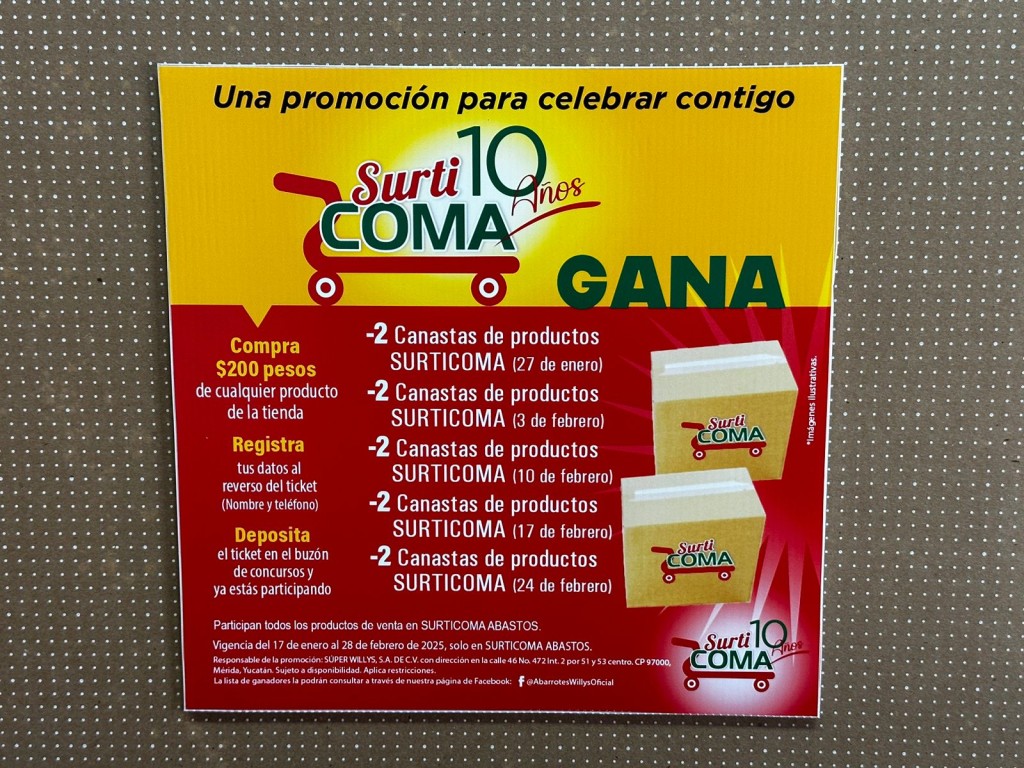 Una promoción para celebrar contigo
Surti 10
Años
COMA
GANA
Compra
$200 pesos
de cualquier producto
de la tienda
Registra
tus datos al
reverso del ticket
(Nombre y teléfono)
Deposita
el ticket en el buzón
de concursos y
ya estás participando
-2 Canastas de productos
SURTICOMA (27 de enero)
-2 Canastas de productos
SURTICOMA (3 de febrero)
-2 Canastas de productos
SURTICOMA (10 de febrero)
-2 Canastas de productos
SURTICOMA (17 de febrero)
-2 Canastas de productos
SURTICOMA (24 de febrero)
*Imágenes ilustrativas.
Surti
COMA
Surti
COMA
Participan todos los productos de venta en SURTICOMA ABASTOS.
Vigencia del 17 de enero al 28 de febrero de 2025, solo en SURTICOMA ABASTOS.
Responsable de la promoción: SÚPER WILLYS, S.A. DE C.V. con dirección en la calle 46 No. 472 Int. 2 por 51 y 53 centro. CP 97000,
Mérida, Yucatán. Sujeto a disponibilidad. Aplica restricciones.
La lista de ganadores la podrán consultar a través de nuestra página de Facebook: f @AbarrotesWillysOficial
Surti 10
Años
COMA